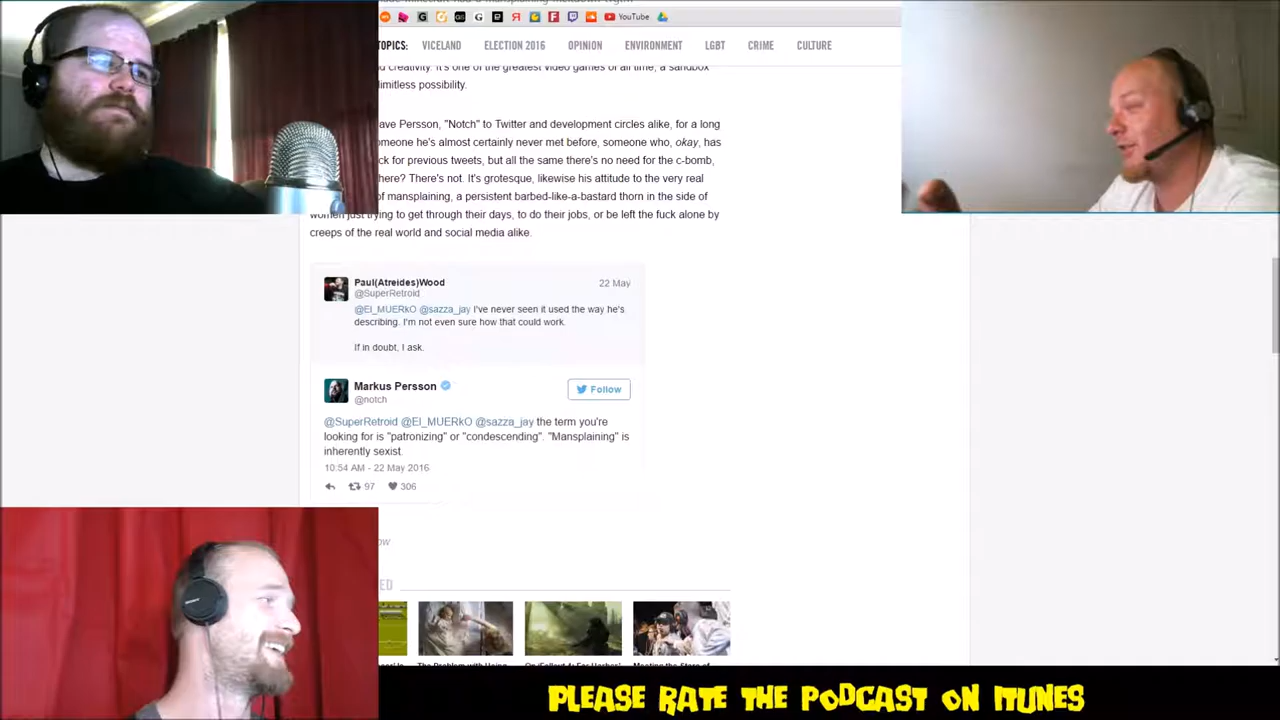 YouTube
TOPICS: VICELAND ELECTION 2016 OPINION ENVIRONMENT LGBT CRIME CULTURE
d creativity. It's one of the greatest video games of all time, a sandbox
limitless possibility.
ave Persson, "Notch" to Twitter and development circles alike, for a long
omeone he's almost certainly never met before, someone who, okay, has
ck for previous tweets, but all the same there's no need for the c-bomb,
here? There's not. It's grotesque, likewise his attitude to the very real
of mansplaining, a persistent barbed-like-a-bastard thorn in the side of
women just trying to get through their days, to do their jobs, or be left the fuck alone by
creeps of the real world and social media alike.
Paul(Atreides)Wood
22 May
@SuperRetroid
@El_MUERkO @sazza_jay I've never seen it used the way he's
describing. I'm not even sure how that could work.
If in doubt, I ask.
Markus Persson
Follow
@notch
@SuperRetroid @El_MUERkO @sazza_jay the term you're
looking for is "patronizing" or "condescending". "Mansplaining" is
inherently sexist.
10:54 AM - 22 May 2016
97 306
ow
ED
PLEASE RATE THE PODCAST ON ITUNES